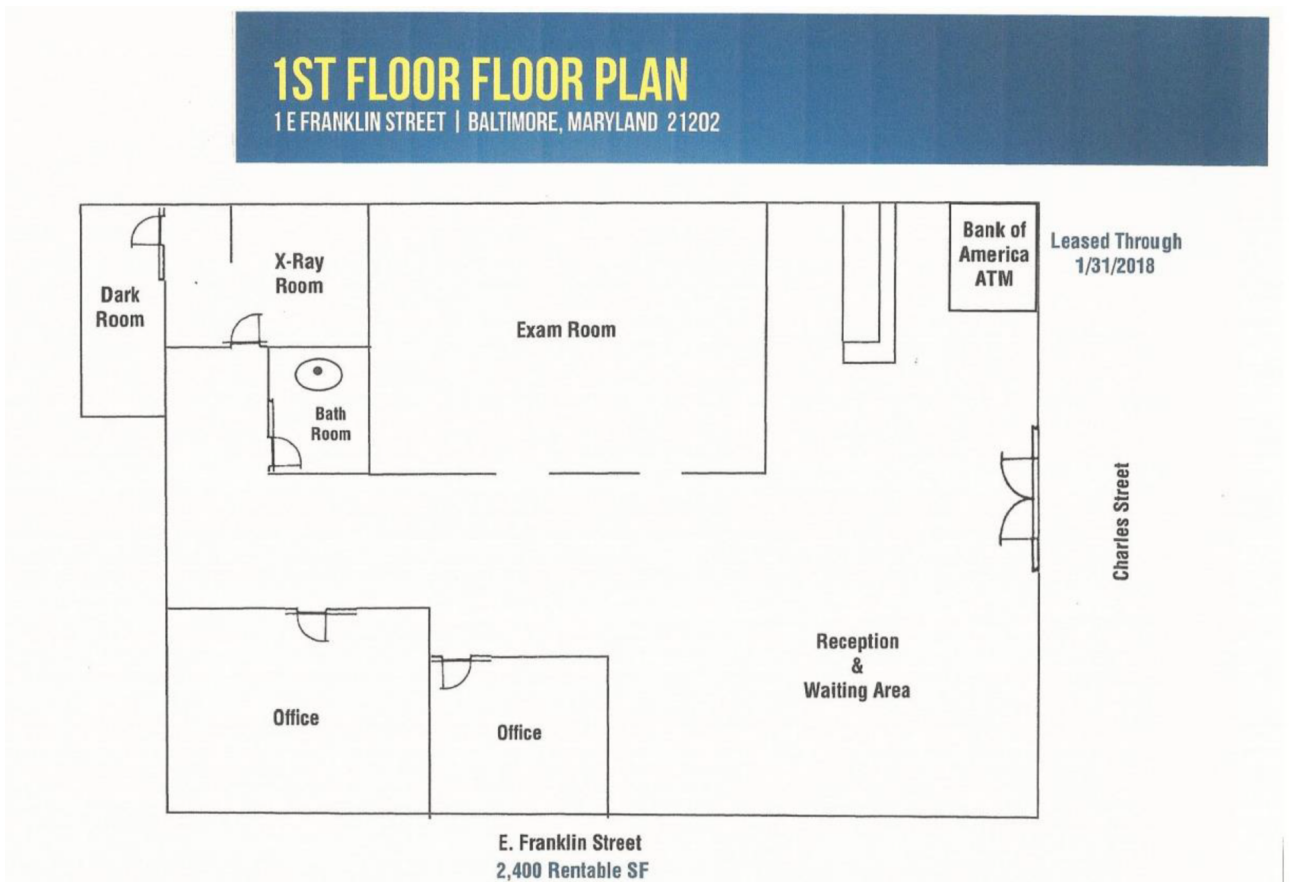 1ST FLOOR FLOOR PLAN
1 E FRANKLIN STREET | BALTIMORE, MARYLAND 21202
Bank of
America
ATM
Leased Through
1/31/2018
X-Ray
Room
Dark
Room
Exam Room
Bath
Room
Charles Street
Reception
&
Waiting Area
Office
Office
E. Franklin Street
2,400 Rentable SF